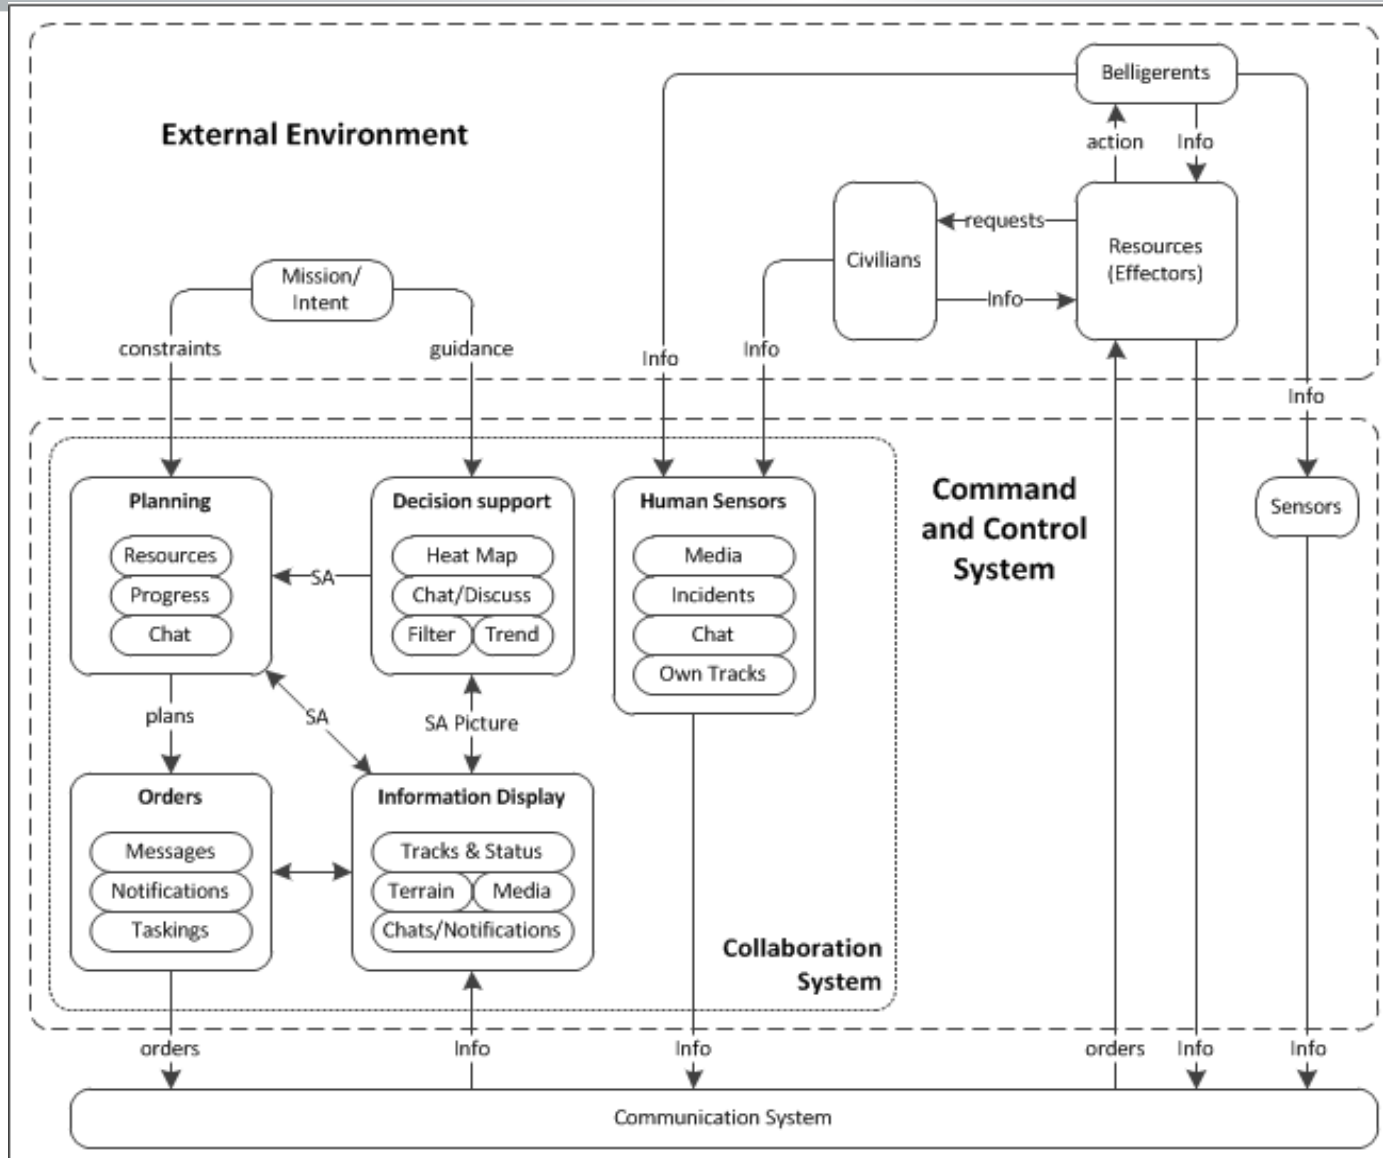 Belligerents
External Environment
action
Info
requests
Civilians
Resources
(Effectors)
Info
Mission/
Intent
constraints
guidance
Info
Info
Info
Planning
Resources
Progress
Chat
SA
Decision support
Heat Map
Chat/Discuss
Filter
Trend
Human Sensors
Media
Incidents
Chat
Own Tracks
Command
and Control
System
Sensors
plans
SA
SA Picture
Orders
Messages
Notifications
Taskings
Information Display
Tracks & Status
Terrain
Media
Chats/Notifications
Collaboration
System
orders
Info
Info
orders
Info
Info
Communication System